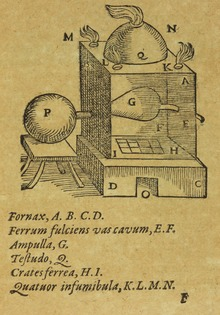 M N
Q
L K
A
G
P
F E
I H
D O C
Fornax, A. B. C. D.
Ferrum fulciens vas cavum, E. F.
Ampulla, G.
Testudo, Q.
Crates ferrea, H. I.
Quatuor infumibula, K. L. M. N.